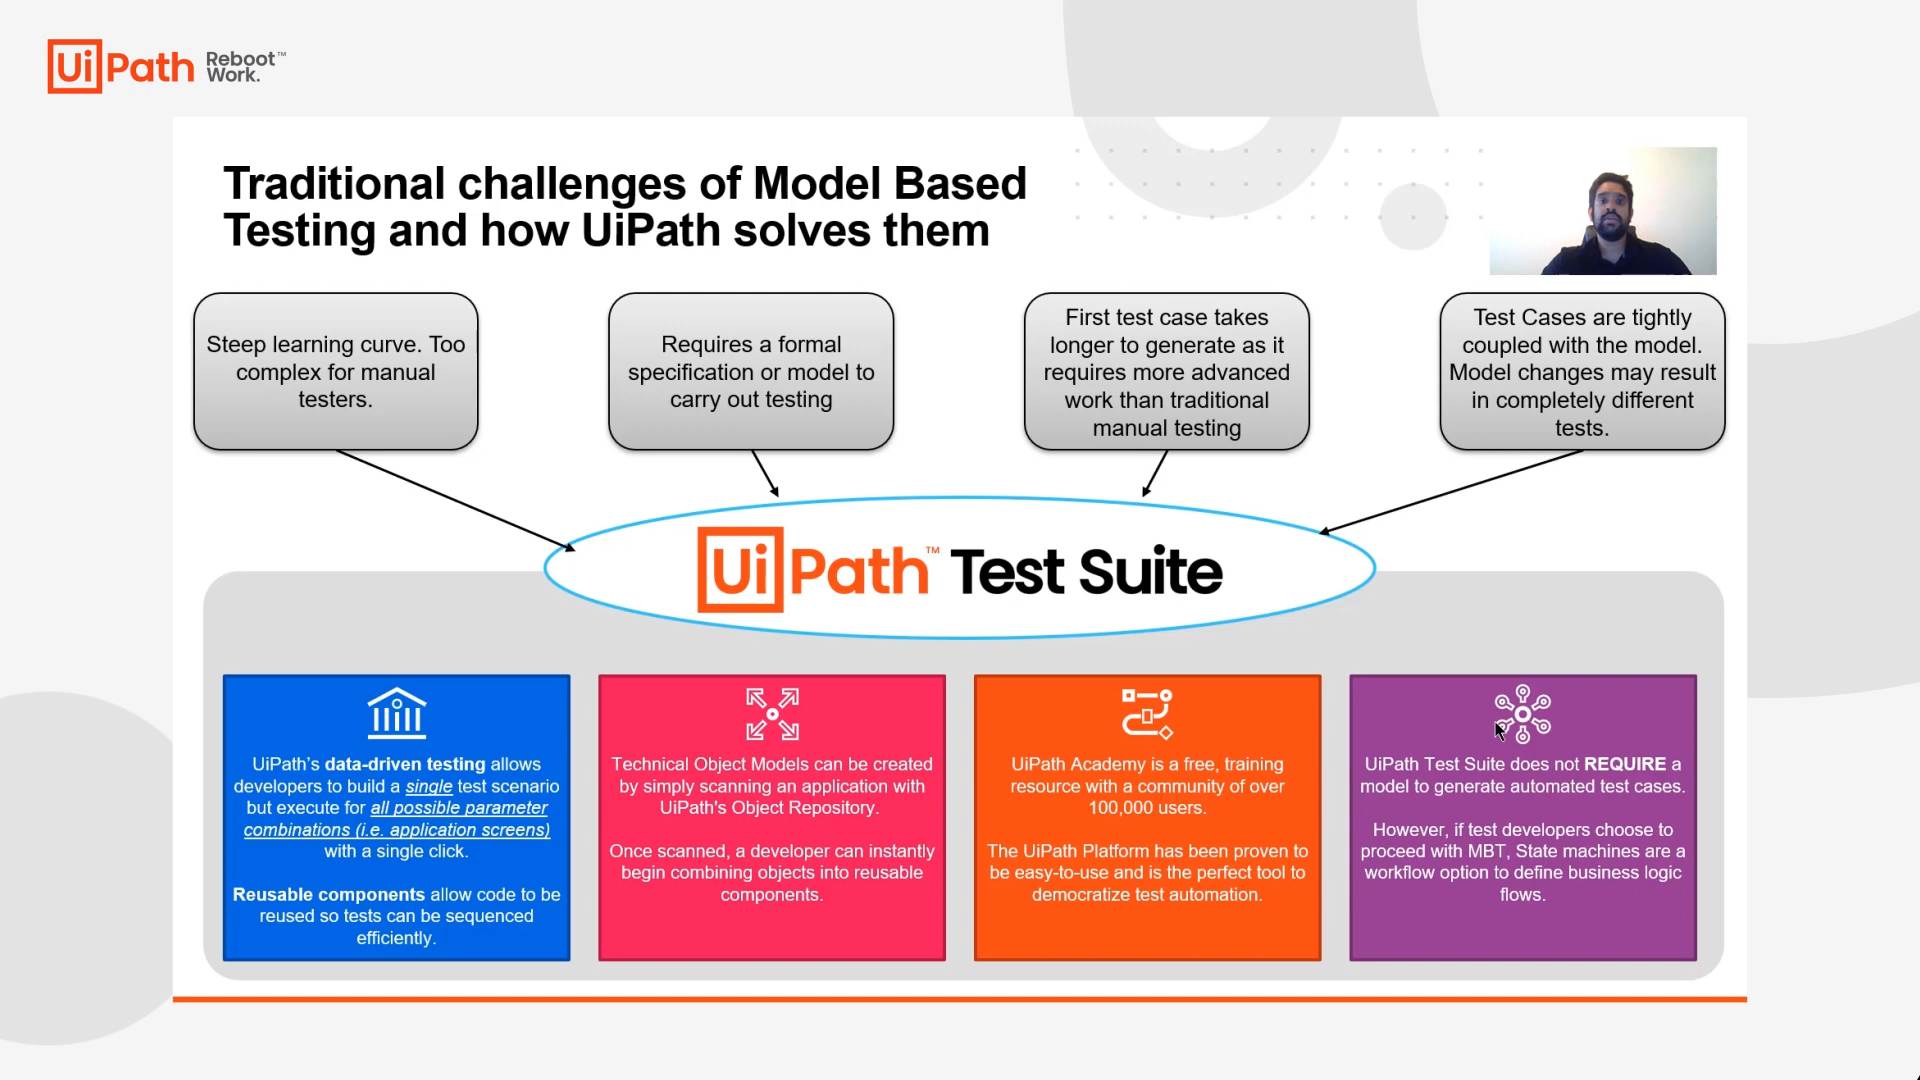 UiPath Reboot™
Work.
Traditional challenges of Model Based
Testing and how UiPath solves them
Steep learning curve. Too
complex for manual
testers.
Requires a formal
specification or model to
carry out testing
First test case takes
longer to generate as it
requires more advanced
work than traditional
manual testing
Test Cases are tightly
coupled with the model.
Model changes may result
in completely different
tests.
UiPath™ Test Suite
UiPath's data-driven testing allows
developers to build a single test scenario
but execute for all possible parameter
combinations (i.e. application screens)
with a single click.
Reusable components allow code to be
reused so tests can be sequenced
efficiently.
Technical Object Models can be created
by simply scanning an application with
UiPath's Object Repository.
Once scanned, a developer can instantly
begin combining objects into reusable
components.
UiPath Academy is a free, training
resource with a community of over
100,000 users.
The UiPath Platform has been proven to
be easy-to-use and is the perfect tool to
democratize test automation.
UiPath Test Suite does not REQUIRE a
model to generate automated test cases.
However, if test developers choose to
proceed with MBT, State machines are a
workflow option to define business logic
flows.